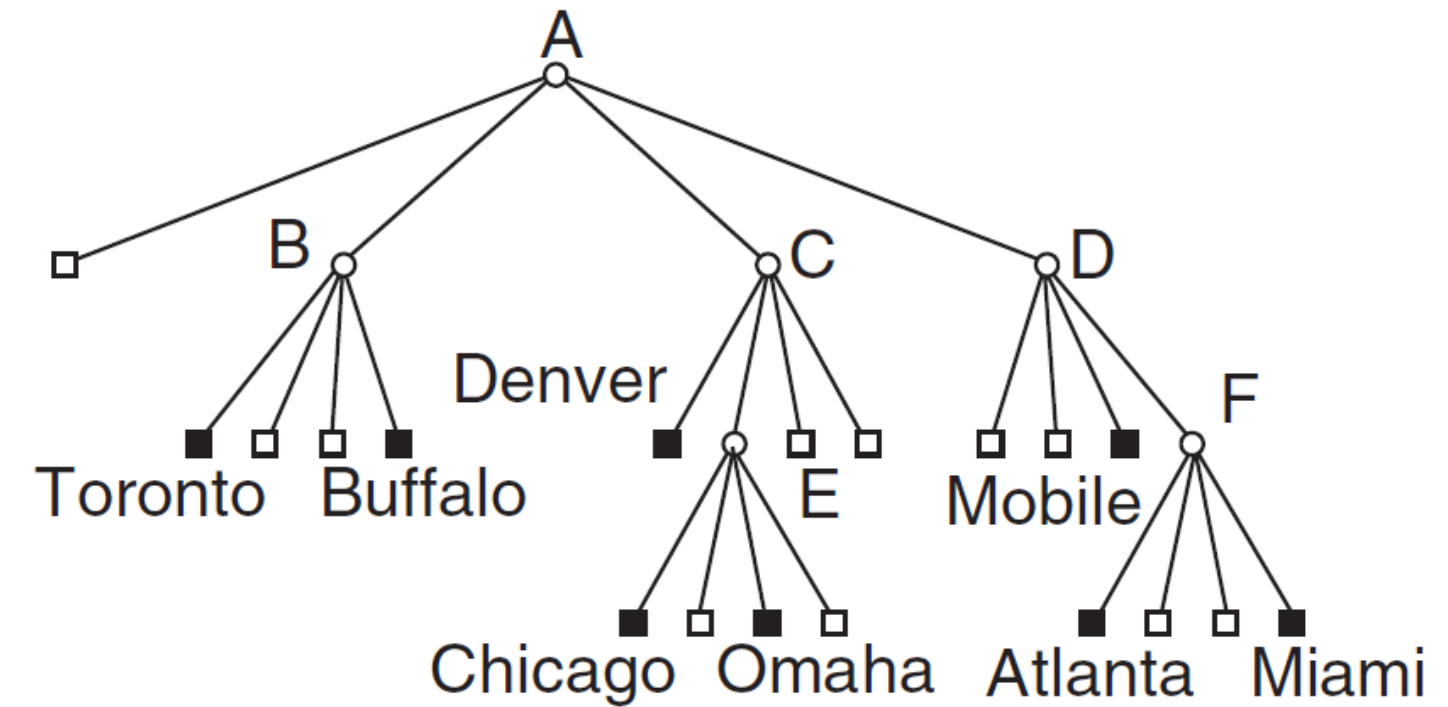 A
B
C
D
Denver
F
Toronto
Buffalo
E
Mobile
Chicago
Omaha
Atlanta
Miami